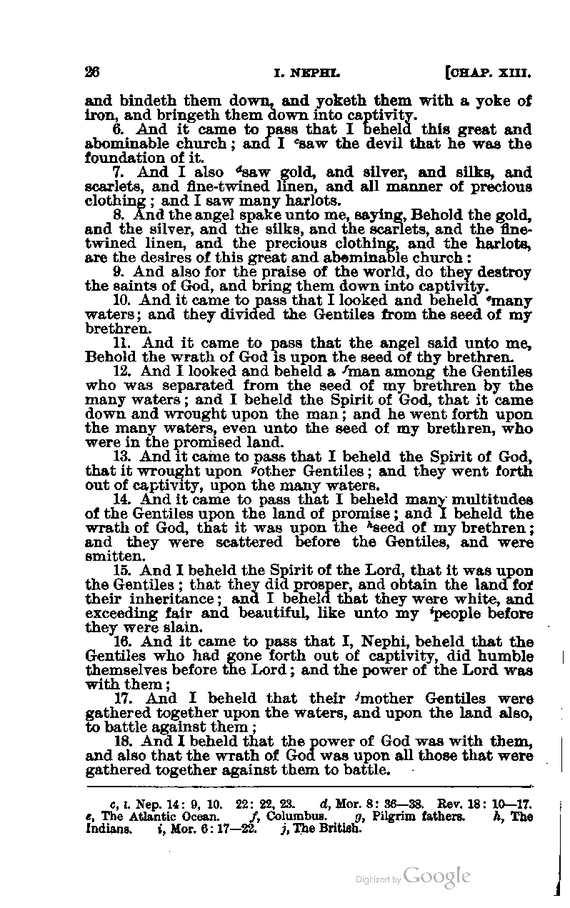 26 I. NEPHI. [CHAP. XIII.
and bindeth them down, and yoketh them with a yoke of
iron, and bringeth them down into captivity.
6. And it came to pass that I beheld this great and
abominable church; and I ᶜsaw the devil that he was the
foundation of it.
7. And I also ᵈsaw gold, and silver, and silks, and
scarlets, and fine-twined linen, and all manner of precious
clothing; and I saw many harlots.
8. And the angel spake unto me, saying, Behold the gold,
and the silver, and the silks, and the scarlets, and the fine-
twined linen, and the precious clothing, and the harlots,
are the desires of this great and abominable church:
9. And also for the praise of the world, do they destroy
the saints of God, and bring them down into captivity.
10. And it came to pass that I looked and beheld ᵉmany
waters; and they divided the Gentiles from the seed of my
brethren.
11. And it came to pass that the angel said unto me,
Behold the wrath of God is upon the seed of thy brethren.
12. And I looked and beheld a ᶠman among the Gentiles
who was separated from the seed of my brethren by the
many waters; and I beheld the Spirit of God, that it came
down and wrought upon the man; and he went forth upon
the many waters, even unto the seed of my brethren, who
were in the promised land.
13. And it came to pass that I beheld the Spirit of God,
that it wrought upon ᵍother Gentiles; and they went forth
out of captivity, upon the many waters.
14. And it came to pass that I beheld many multitudes
of the Gentiles upon the land of promise; and I beheld the
wrath of God, that it was upon the ʰseed of my brethren;
and they were scattered before the Gentiles, and were
smitten.
15. And I beheld the Spirit of the Lord, that it was upon
the Gentiles; that they did prosper, and obtain the land for
their inheritance; and I beheld that they were white, and
exceeding fair and beautiful, like unto my ⁱpeople before
they were slain.
16. And it came to pass that I, Nephi, beheld that the
Gentiles who had gone forth out of captivity, did humble
themselves before the Lord; and the power of the Lord was
with them;
17. And I beheld that their ʲmother Gentiles were
gathered together upon the waters, and upon the land also,
to battle against them;
18. And I beheld that the power of God was with them,
and also that the wrath of God was upon all those that were
gathered together against them to battle.
c, I. Nep. 14: 9, 10. 22: 22, 23. d, Mor. 8: 36—38. Rev. 18: 10—17.
e, The Atlantic Ocean. f, Columbus. g, Pilgrim fathers. h, The
Indians. i, Mor. 6: 17—22. j, The British.
Digitized by Google